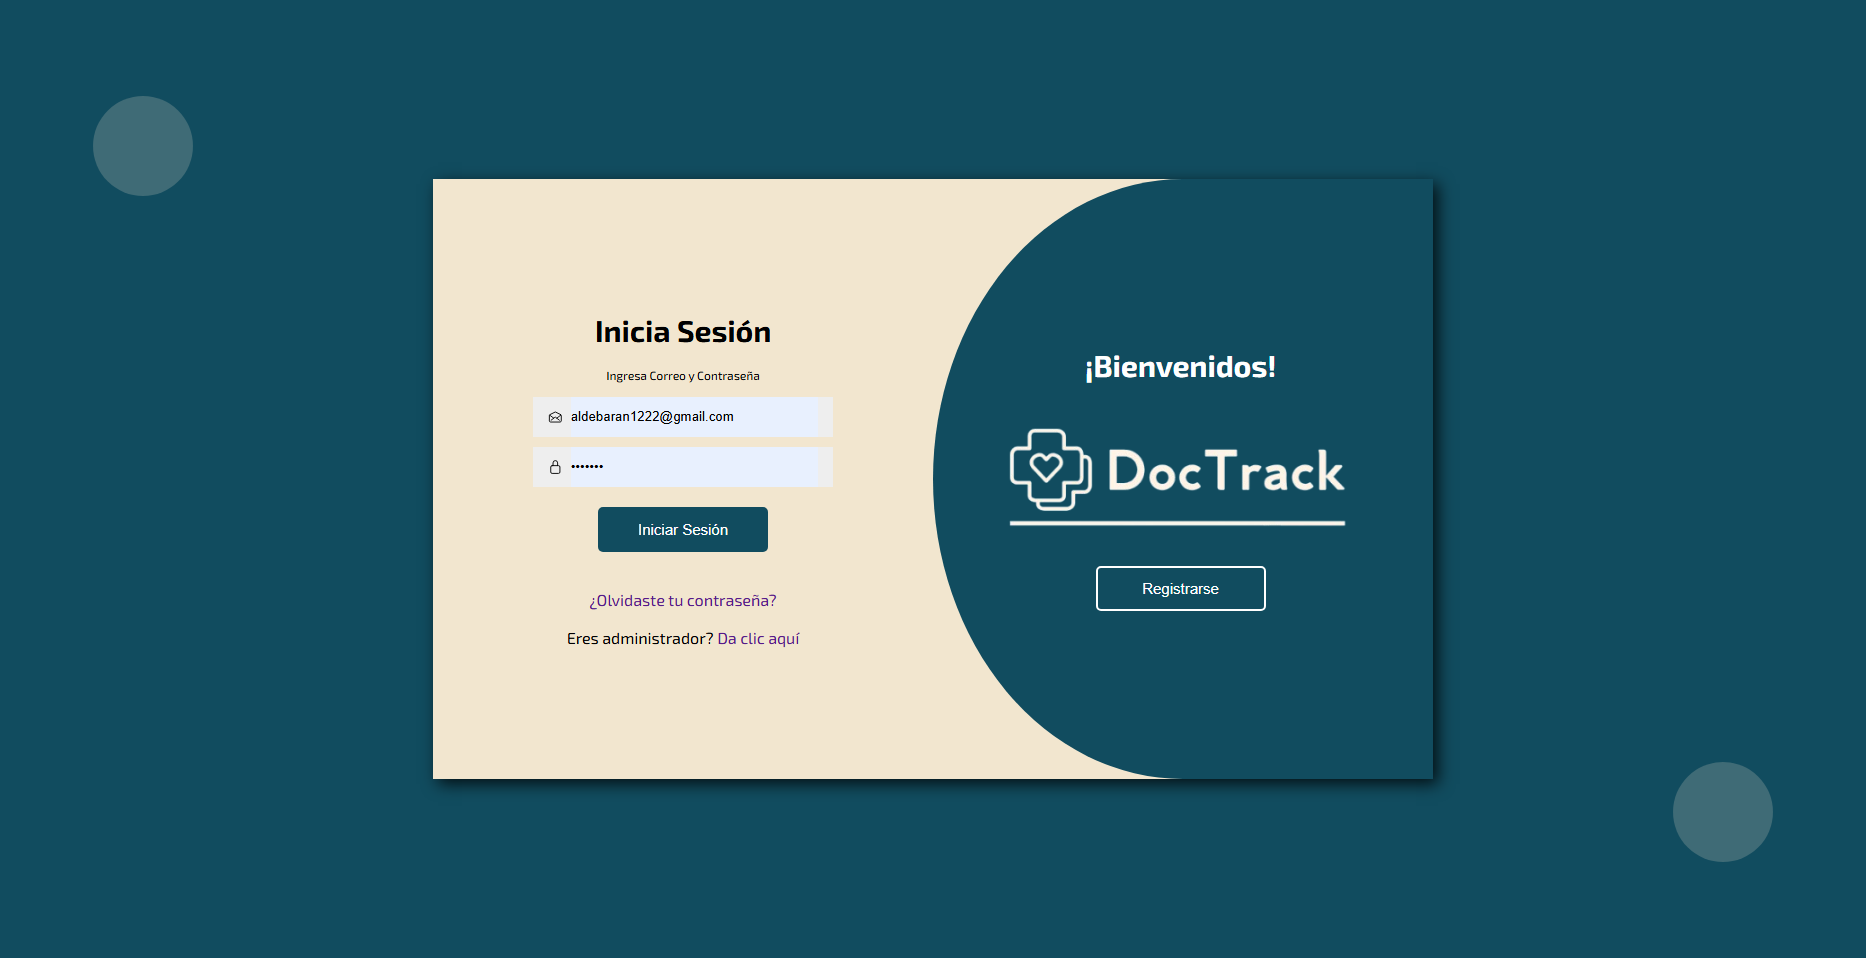 Inicia Sesión
Ingresa Correo y Contraseña
aldebaran1222@gmail.com
•••••••
Iniciar Sesión
¿Olvidaste tu contraseña?
Eres administrador? Da clic aquí
¡Bienvenidos!
DocTrack
Registrarse